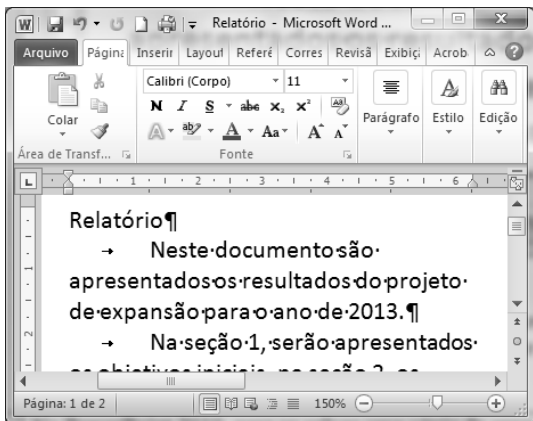 Relatório - Microsoft Word ...
Arquivo Página Inserir Layout Referê Corres Revisã Exibiçã Acrob
Calibri (Corpo) 11
Colar
N I S abe x₂ x²
Aa A A
Parágrafo Estilo Edição
Área de Transf... Fonte
1 2 3 4 5 6
Relatório¶
→ Neste·documento·são·
apresentados·os·resultados·do·projeto·
de·expansão·para·o·ano·de·2013.¶
→ Na·seção·1,·serão·apresentados·
Página: 1 de 2 150%